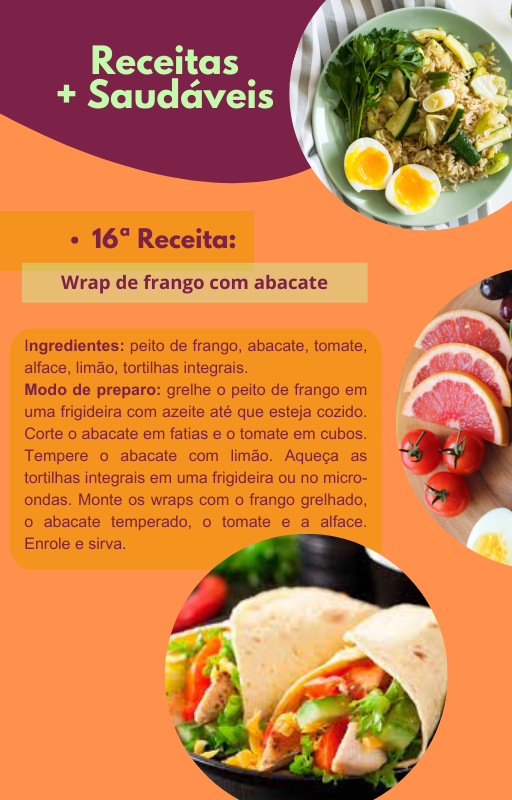 Receitas
+ Saudáveis
• 16ª Receita:
Wrap de frango com abacate
Ingredientes: peito de frango, abacate, tomate,
alface, limão, tortilhas integrais.
Modo de preparo: grelhe o peito de frango em
uma frigideira com azeite até que esteja cozido.
Corte o abacate em fatias e o tomate em cubos.
Tempere o abacate com limão. Aqueça as
tortilhas integrais em uma frigideira ou no micro-
ondas. Monte os wraps com o frango grelhado,
o abacate temperado, o tomate e a alface.
Enrole e sirva.